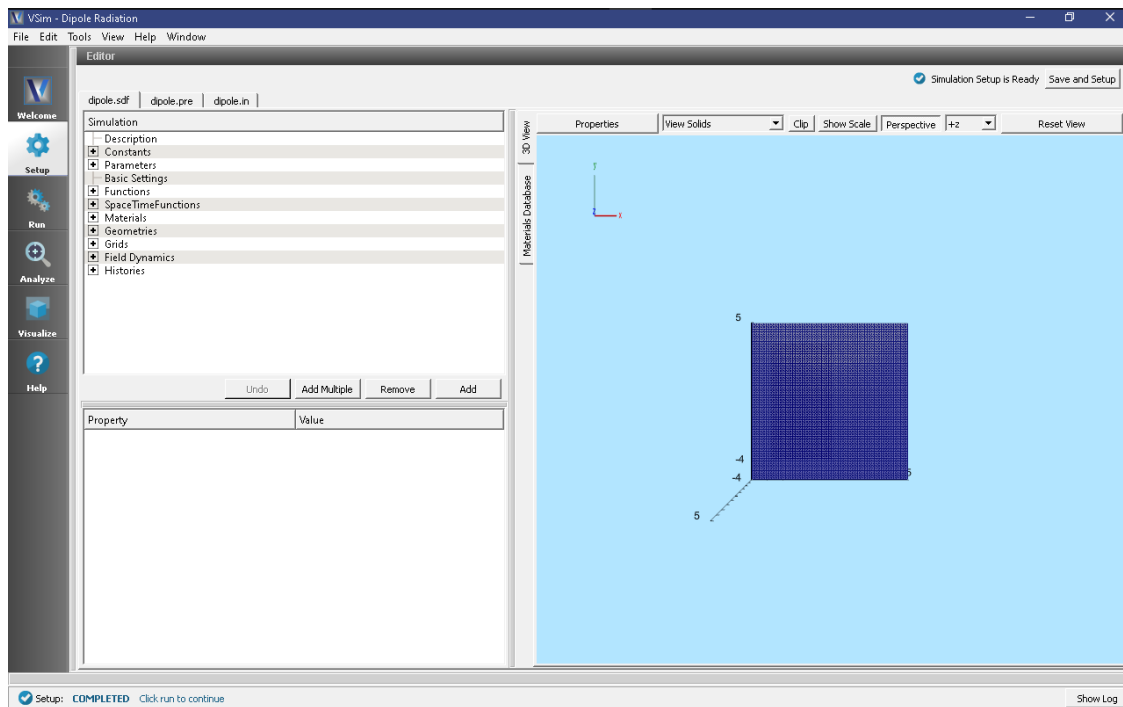 VSim - Dipole Radiation
File Edit Tools View Help Window
Editor
Simulation Setup is Ready Save and Setup
dipole.sdf dipole.pre dipole.in
Welcome
Setup
Run
Analyze
Visualize
Help
Simulation
Description
Constants
Parameters
Basic Settings
Functions
SpaceTimeFunctions
Materials
Geometries
Grids
Field Dynamics
Histories
Undo Add Multiple Remove Add
Property Value
3D View
Materials Database
Properties View Solids Clip Show Scale Perspective +z Reset View
y
z x
5
-4
-4 5
5
Setup: COMPLETED Click run to continue Show Log